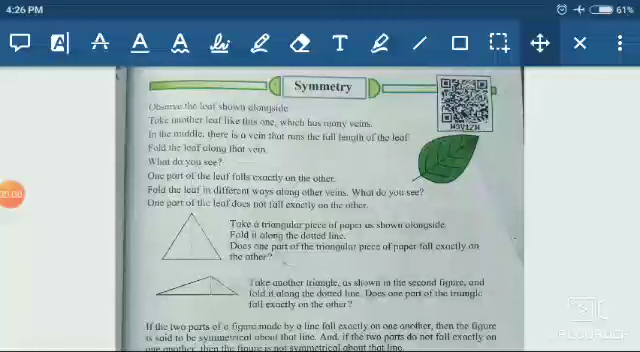 4:26 PM
61%
A
A
A
A
T
Symmetry
Observe the leaf shown alongside
Take another leaf like this one, which has many veins.
In the middle, there is a vein that runs the full length of the leaf
Fold the leaf along that vein.
What do you see?
One part of the leaf falls exactly on the other.
Fold the leaf in different ways along other veins. What do you see?
One part of the leaf does not fall exactly on the other.
Take a triangular piece of paper as shown alongside
Fold it along the dotted line.
Does one part of the triangular piece of paper fall exactly on
the other?
Take another triangle, as shown in the second figure, and
fold it along the dotted line. Does one part of the triangle
fall exactly on the other?
If the two parts of a figure made by a line fall exactly on one another, then the figure
is said to be symmetrical about that line. And, if the two parts do not fall exactly on
one another, then the figure is not symmetrical about that line.